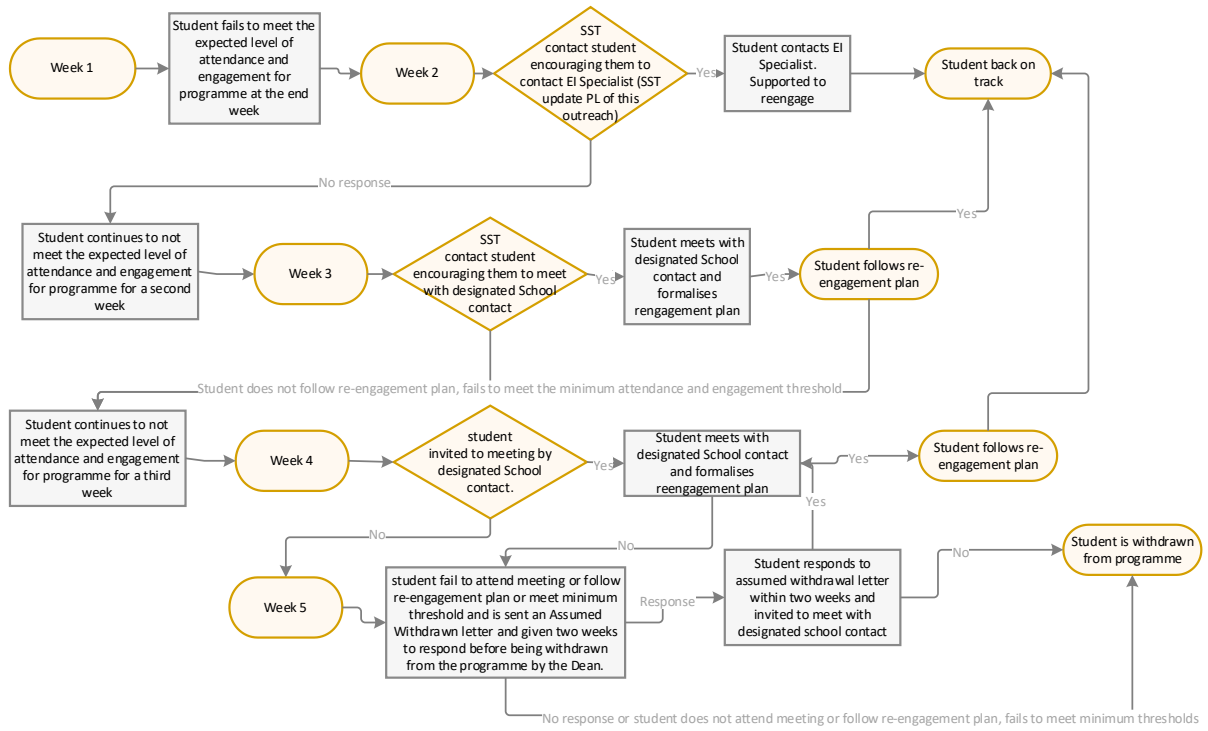 Week 1
Student fails to meet the
expected level of
attendance and
engagement for
programme at the end
week
Week 2
SST
contact student
encouraging them to
contact EI Specialist (SST
update PL of this
outreach)
Yes
Student contacts EI
Specialist.
Supported to
reengage
Student back on
track
No response
Student continues to not
meet the expected level of
attendance and engagement
for programme for a second
week
Week 3
SST
contact student
encouraging them to meet
with designated School
contact
Yes
Student meets with
designated School
contact and
formalises
rengagement plan
Yes
Student follows re-
engagement plan
Yes
Student does not follow re-engagement plan, fails to meet the minimum attendance and engagement threshold
Student continues to not
meet the expected level of
attendance and engagement
for programme for a third
week
Week 4
student
invited to meeting by
designated School
contact.
Yes
Student meets with
designated School contact
and formalises
reengagement plan
Yes
Student follows re-
engagement plan
No
No
Yes
Week 5
student fail to attend meeting or follow
re-engagement plan or meet minimum
threshold and is sent an Assumed
Withdrawn letter and given two weeks
to respond before being withdrawn
from the programme by the Dean.
Response
Student responds to
assumed withdrawal letter
within two weeks and
invited to meet with
designated school contact
No
Student is withdrawn
from programme
No response or student does not attend meeting or follow re-engagement plan, fails to meet minimum thresholds